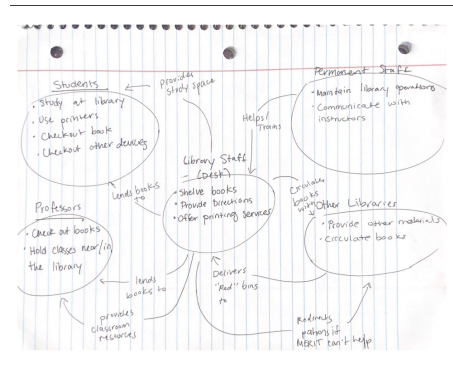 Students
• Study at library
• Use printers
• Checkout book
• Checkout other devices
provides
study space
Permanent Staff
• Maintain library operations
• Communicate with
instructors
Helps/
Trains
Library Staff
- (Desk)
• Shelve books
• Provide Directions
• Offer printing services
Lends books
to
Circulate
books
with
Professors
• Check out books
• Hold classes near/in
the library
Other Libraries
• Provide other materials
• Circulate books
lends
books to
Delivers
"Red" bins
to
provides
classroom
resources
Redirects
patrons if
MERIT can't help